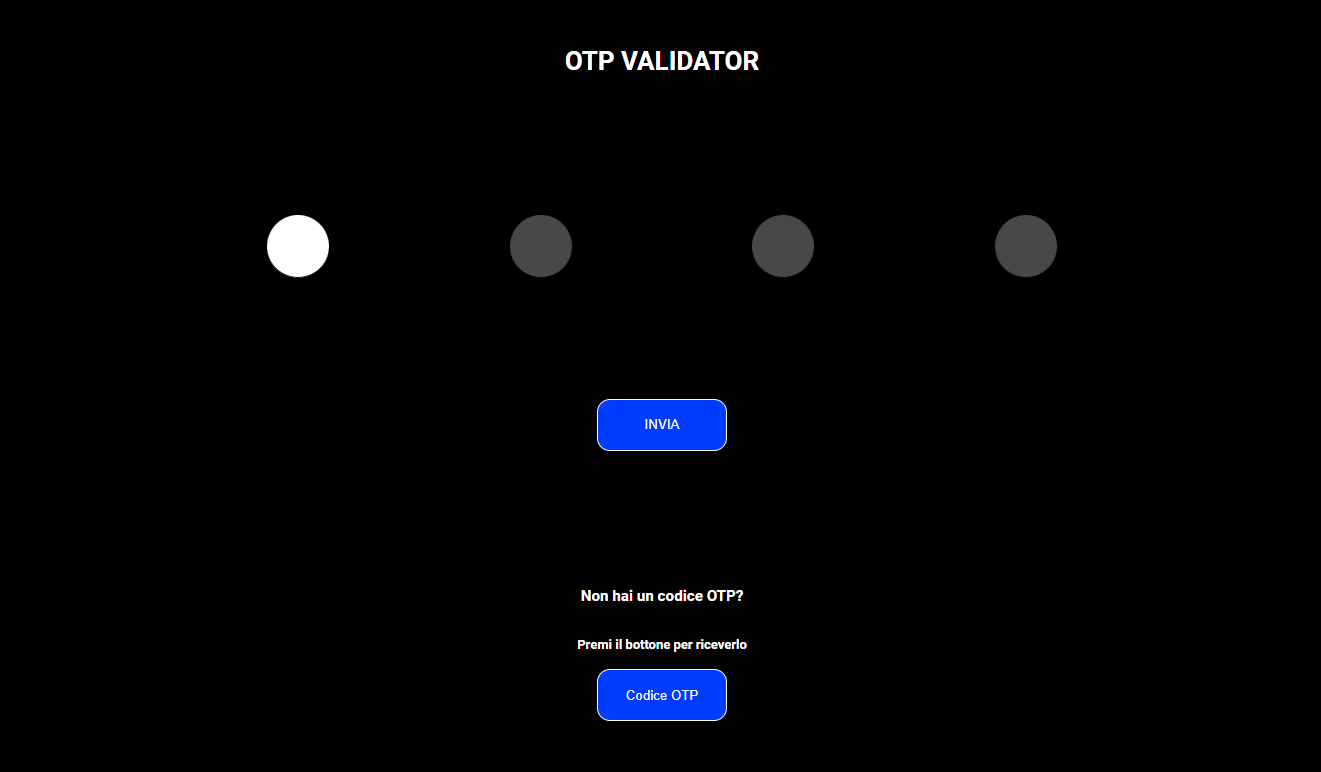 OTP VALIDATOR
INVIA
Non hai un codice OTP?
Premi il bottone per riceverlo
Codice OTP